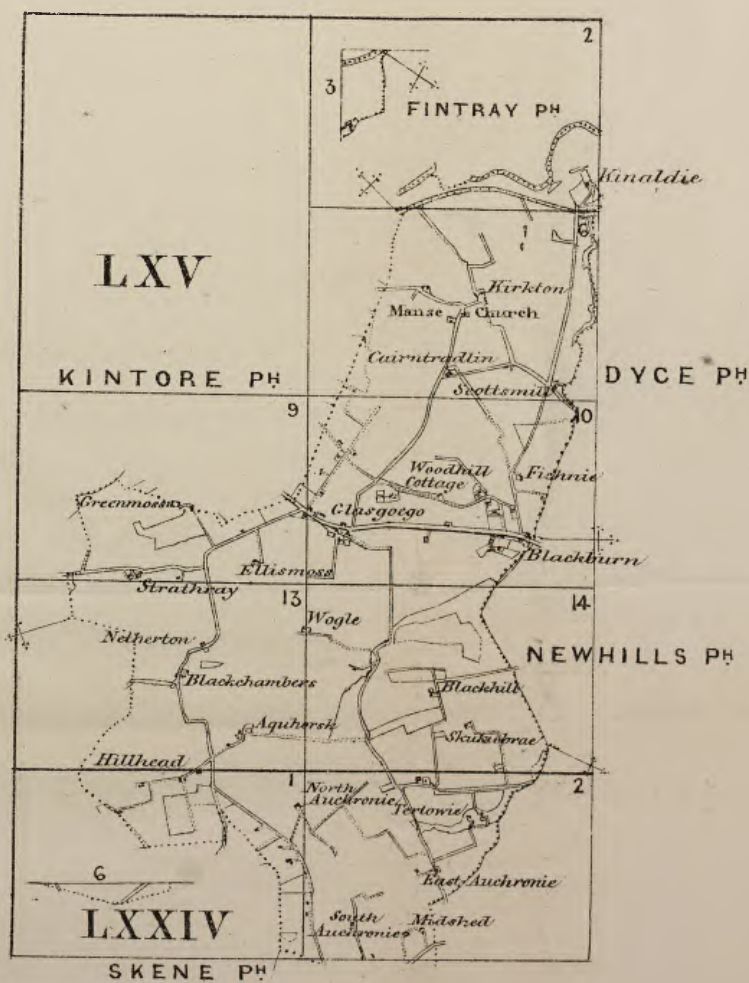 2
3
FINTRAY PH
Kinaldie
6
LXV
Kirkton
Manse
Church
Cairntradlin
KINTORE PH
Scottsmill
DYCE PH
9
10
Woodhill
Cottage
Fishnie
Greenmoss
Glasgoego
Blackburn
Ellismoss
Strathray
13
14
Wogle
Netherton
NEWHILLS PH
Blackchambers
Blackhill
Aquhorsk
Skukiebrae
Hillhead
1
2
North
Auchronie
Tertowie
6
East Auchronie
LXXIV
South
Auchronie
Midshed
SKENE PH